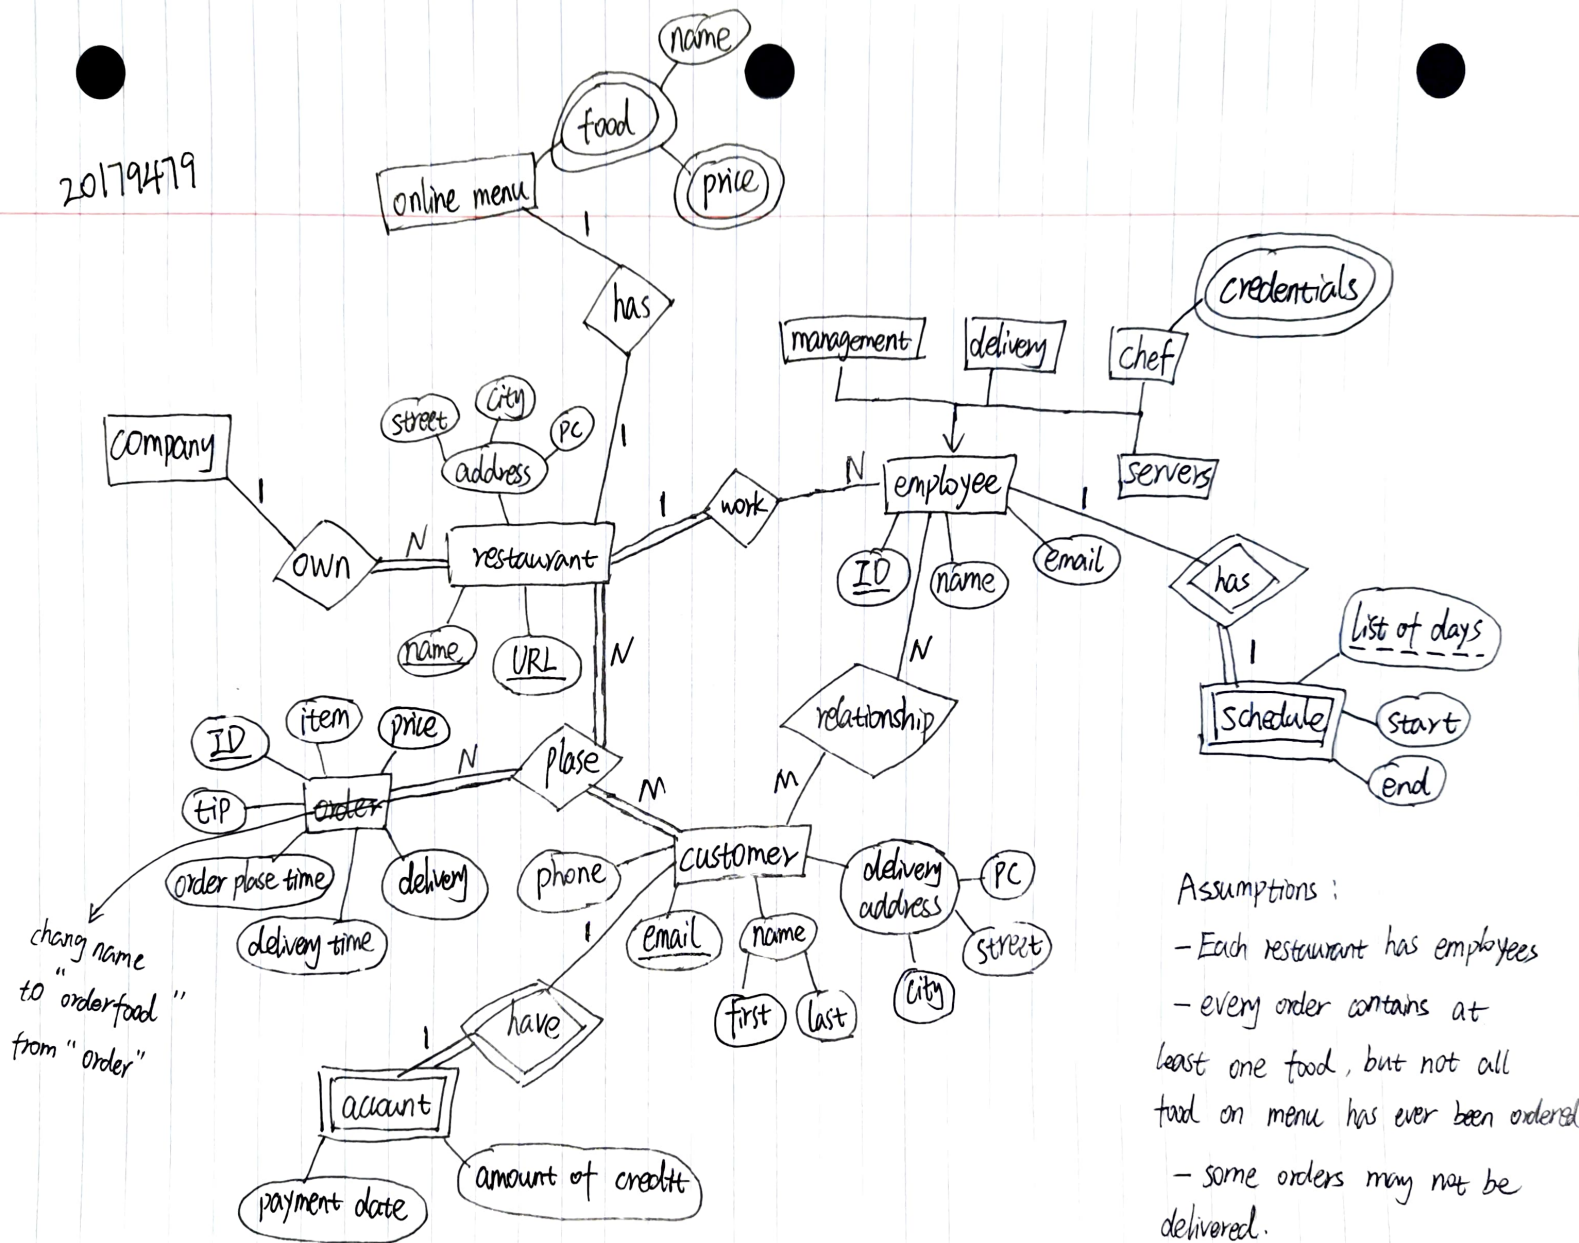 name
food
20179479
price
online menu
1
has
credentials
management
delivery
chef
city
street
PC
company
address
1
servers
N
employee
1
1
work
1
N
restaurant
own
ID
name
email
has
list of days
name
URL
N
N
1
relationship
schedule
start
ID
item
price
N
plase
M
M
end
tip
order
customer
order plase time
delivery
phone
delivery
address
PC
chang name
to "orderfood"
from "order"
delivery time
1
email
name
street
city
first
last
have
1
account
amount of credit
payment date
Assumptions :
- Each restaurant has employees
- every order contains at
least one food, but not all
food on menu has ever been ordered
- some orders may not be
delivered.